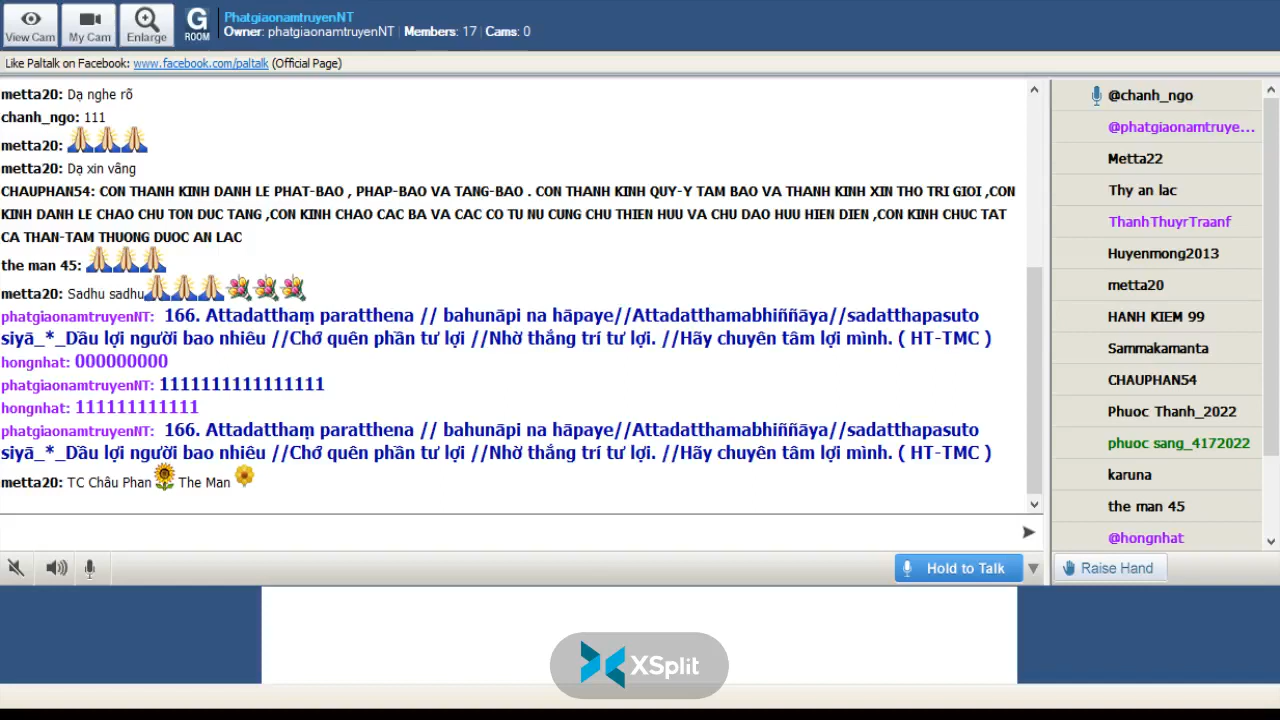 View Cam
My Cam
Enlarge
G
ROOM
PhatgiaonamtruyenNT
Owner: phatgiaonamtruyenNT Members: 17 Cams: 0
Like Paltalk on Facebook: www.facebook.com/paltalk (Official Page)
metta20: Dạ nghe rõ
chanh_ngo: 111
metta20: 🙏🙏🙏
metta20: Dạ xin vâng
CHAUPHAN54: CON THANH KINH DANH LE PHAT-BAO , PHAP-BAO VA TANG-BAO . CON THANH KINH QUY-Y TAM BAO VA THANH KINH XIN THO TRI GIOI ,CON
KINH DANH LE CHAO CHU TON DUC TANG ,CON KINH CHAO CAC BA VA CAC CO TU NU CUNG CHU THIEN HUU VA CHU DAO HUU HIEN DIEN ,CON KINH CHUC TAT
CA THAN-TAM THUONG DUOC AN LAC
the man 45: 🙏🙏🙏
metta20: Sadhu sadhu🙏🙏🙏💐💐💐
phatgiaonamtruyenNT: 166. Attadatthaṃ paratthena // bahunāpi na hāpaye//Attadatthamabhiññāya//sadatthapasuto
siyā_*_Dầu lợi người bao nhiêu //Chớ quên phần tư lợi //Nhờ thắng trí tư lợi. //Hãy chuyên tâm lợi mình. ( HT-TMC )
hongnhat: 000000000
phatgiaonamtruyenNT: 1111111111111111
hongnhat: 111111111111
phatgiaonamtruyenNT: 166. Attadatthaṃ paratthena // bahunāpi na hāpaye//Attadatthamabhiññāya//sadatthapasuto
siyā_*_Dầu lợi người bao nhiêu //Chớ quên phần tư lợi //Nhờ thắng trí tư lợi. //Hãy chuyên tâm lợi mình. ( HT-TMC )
metta20: TC Châu Phan🌻 The Man 🌼
@chanh_ngo
@phatgiaonamtruye...
Metta22
Thy an lac
ThanhThuyrTraanf
Huyenmong2013
metta20
HANH KIEM 99
Sammakamanta
CHAUPHAN54
Phuoc Thanh_2022
phuoc sang_4172022
karuna
the man 45
@hongnhat
Hold to Talk
Raise Hand
XSplit